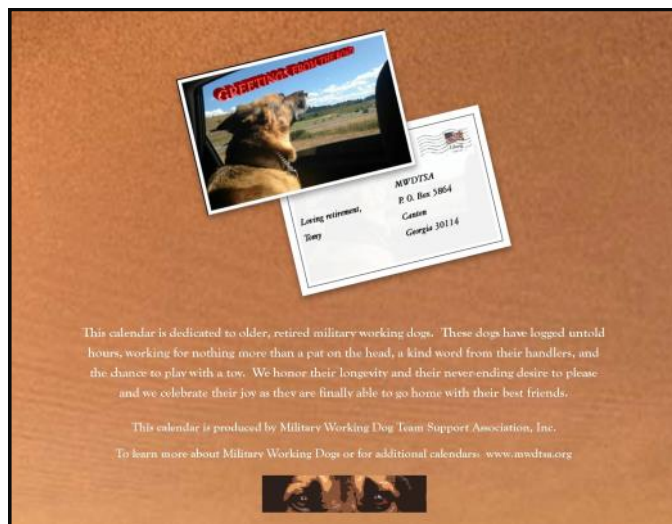 GREETINGS FROM THE ROAD
MWDTSA
P. O. Box 5864
Canton
Georgia 30114
Loving retirement,
Tomy
This calendar is dedicated to older, retired military working dogs. These dogs have logged untold
hours, working for nothing more than a pat on the head, a kind word from their handlers, and
the chance to play with a toy. We honor their longevity and their never-ending desire to please
and we celebrate their joy as they are finally able to go home with their best friends.
This calendar is produced by Military Working Dog Team Support Association, Inc.
To learn more about Military Working Dogs or for additional calendars: www.mwdtsa.org